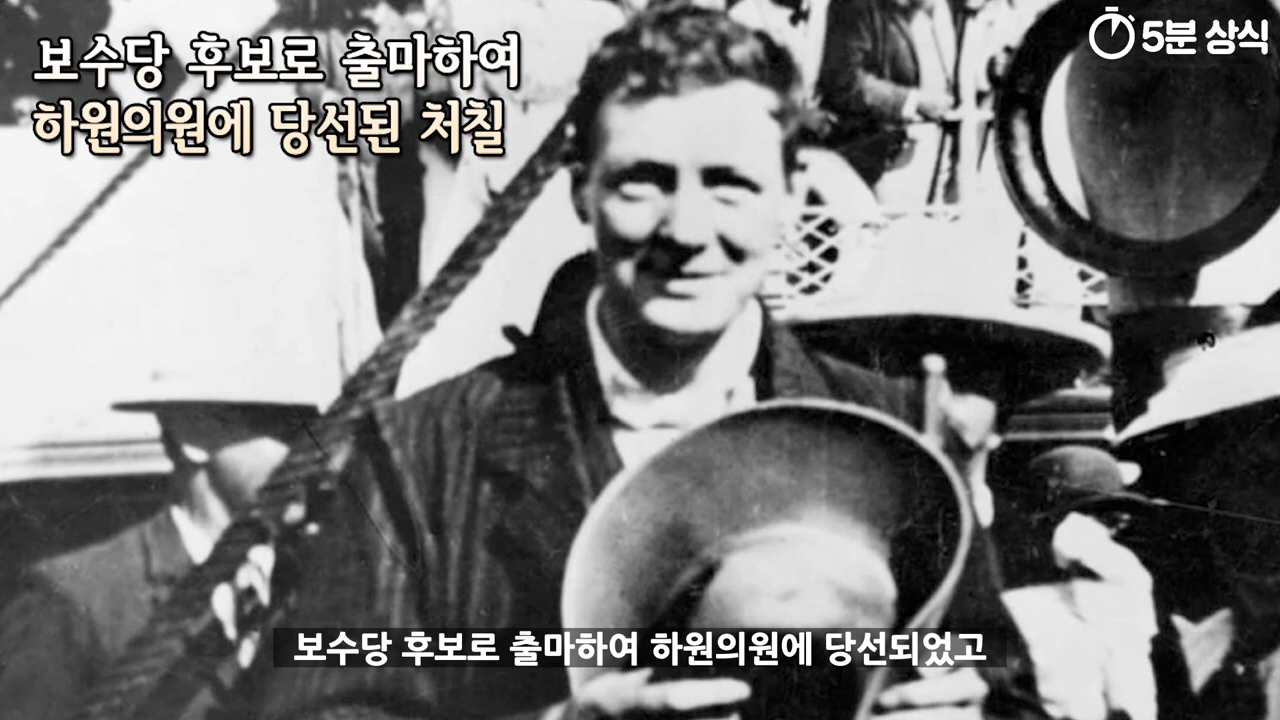 보수당 후보로 출마하여
하원의원에 당선된 처칠
5분 상식
보수당 후보로 출마하여 하원의원에 당선되었고